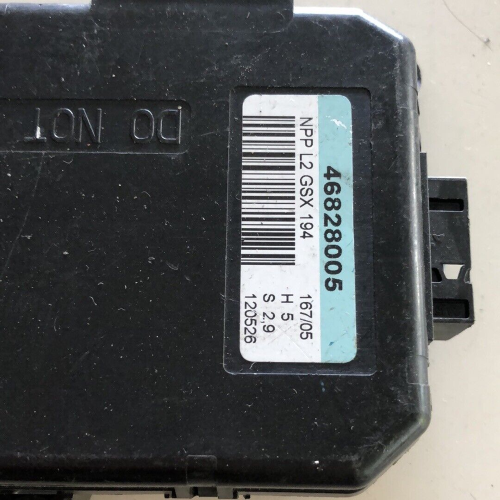 DO NOT
46828005
NPP L2 GSX 194
167/05
H 5
S 2.9
120526